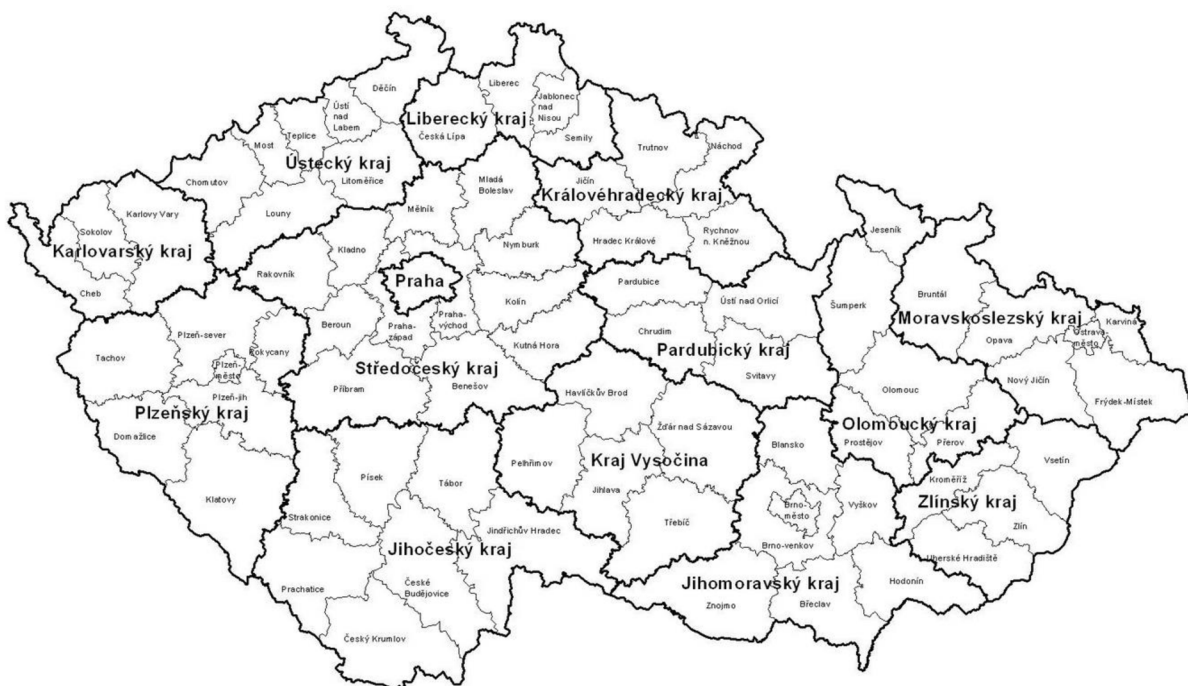 Děčín
Ústí
nad
Labem
Teplice
Most
Ústecký kraj
Chomutov
Litoměřice
Louny
Liberec
Jablonec
nad
Nisou
Liberecký kraj
Česká Lípa
Semily
Trutnov
Náchod
Jičín
Královéhradecký kraj
Hradec Králové
Rychnov
n. Kněžnou
Karlovy Vary
Sokolov
Karlovarský kraj
Cheb
Mladá
Boleslav
Mělník
Nymburk
Kladno
Rakovník
Praha
Kolín
Beroun
Praha-
západ
Praha-
východ
Kutná Hora
Středočeský kraj
Příbram
Benešov
Plzeň-sever
Tachov
Rokycany
Plzeň-
město
Plzeň-jih
Plzeňský kraj
Domažlice
Klatovy
Pardubice
Ústí nad Orlicí
Chrudim
Pardubický kraj
Svitavy
Jeseník
Šumperk
Olomouc
Olomoucký kraj
Prostějov
Přerov
Bruntál
Moravskoslezský kraj
Karviná
Ostrava-
město
Opava
Nový Jičín
Frýdek-Místek
Havlíčkův Brod
Žďár nad Sázavou
Pelhřimov
Kraj Vysočina
Jihlava
Třebíč
Písek
Tábor
Strakonice
Jindřichův Hradec
Jihočeský kraj
Prachatice
České
Budějovice
Český Krumlov
Blansko
Brno-
město
Vyškov
Brno-venkov
Jihomoravský kraj
Hodonín
Znojmo
Břeclav
Vsetín
Kroměříž
Zlínský kraj
Zlín
Uherské Hradiště